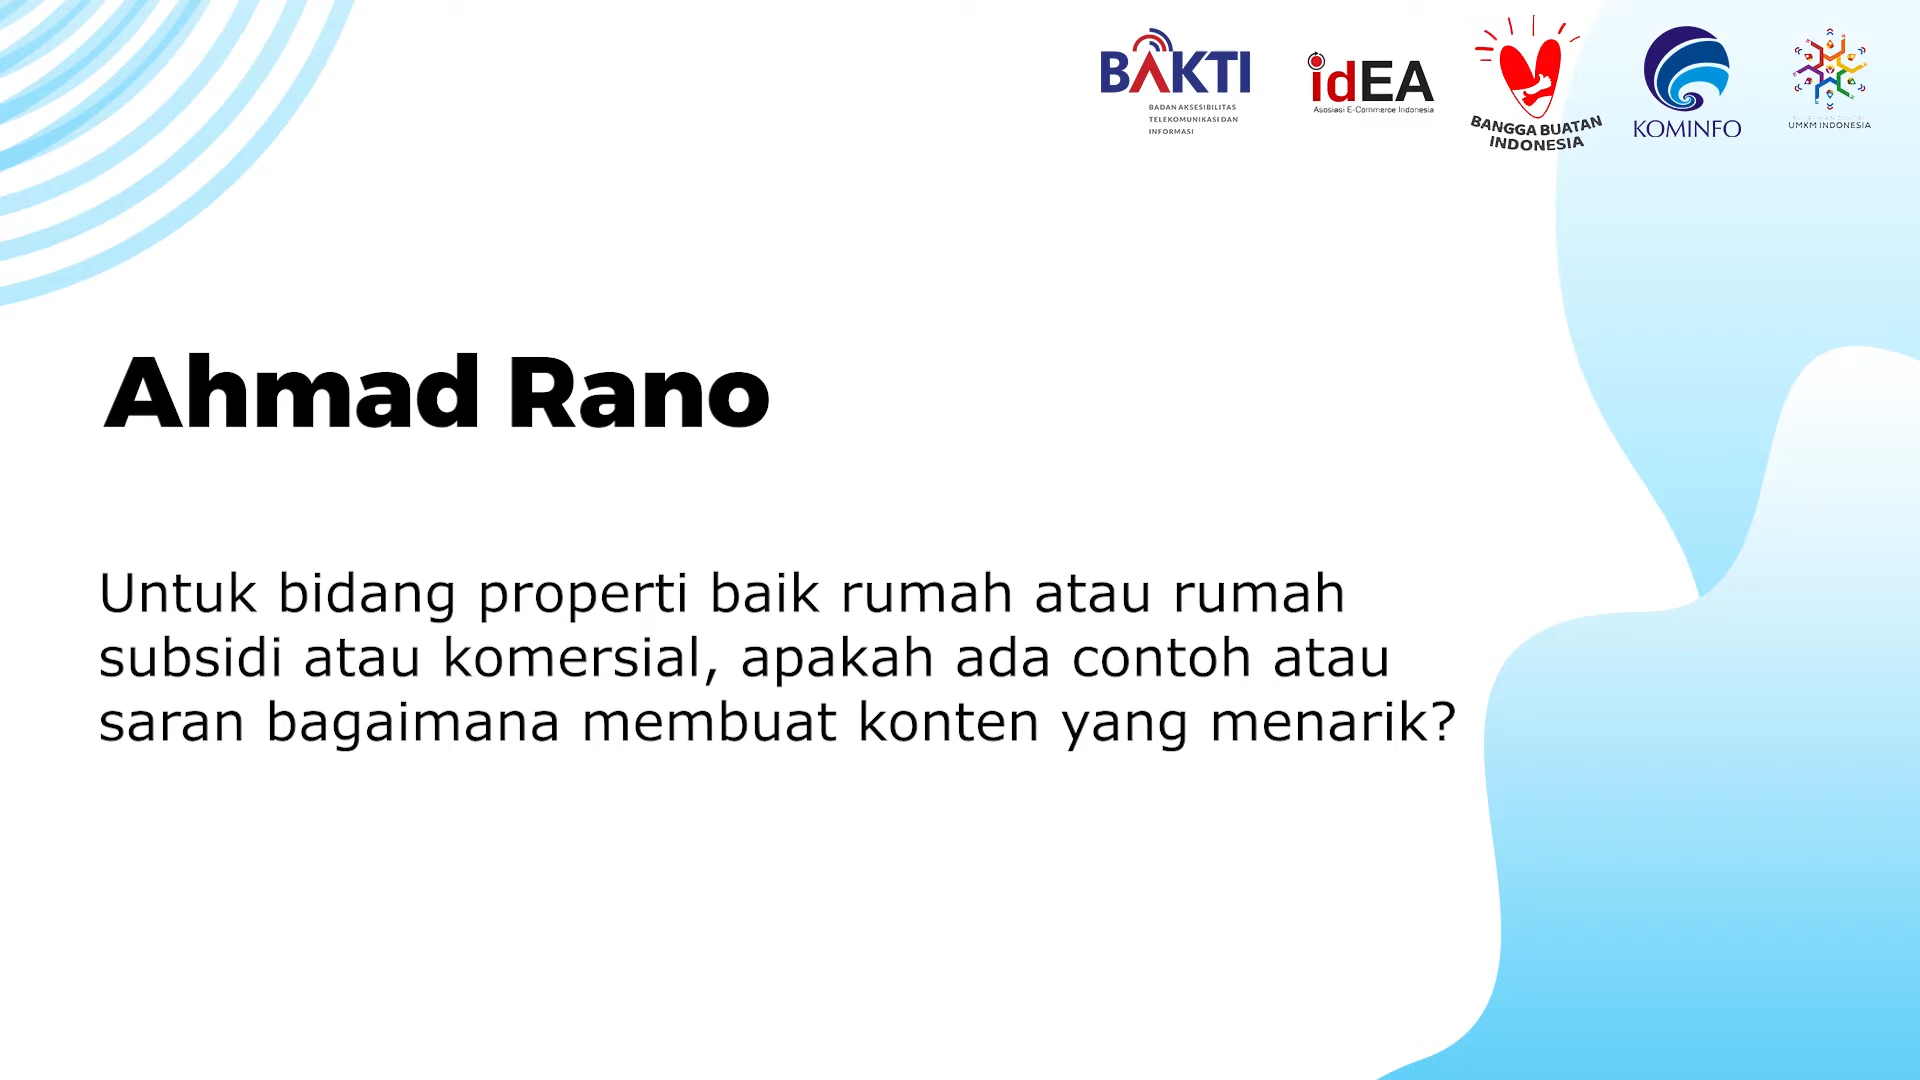 BAKTI
BADAN AKSESIBILITAS
TELEKOMUNIKASI DAN
INFORMASI
idEA
Asosiasi E-Commerce Indonesia
BANGGA BUATAN
INDONESIA
KOMINFO
UMKM INDONESIA
Ahmad Rano
Untuk bidang properti baik rumah atau rumah
subsidi atau komersial, apakah ada contoh atau
saran bagaimana membuat konten yang menarik?